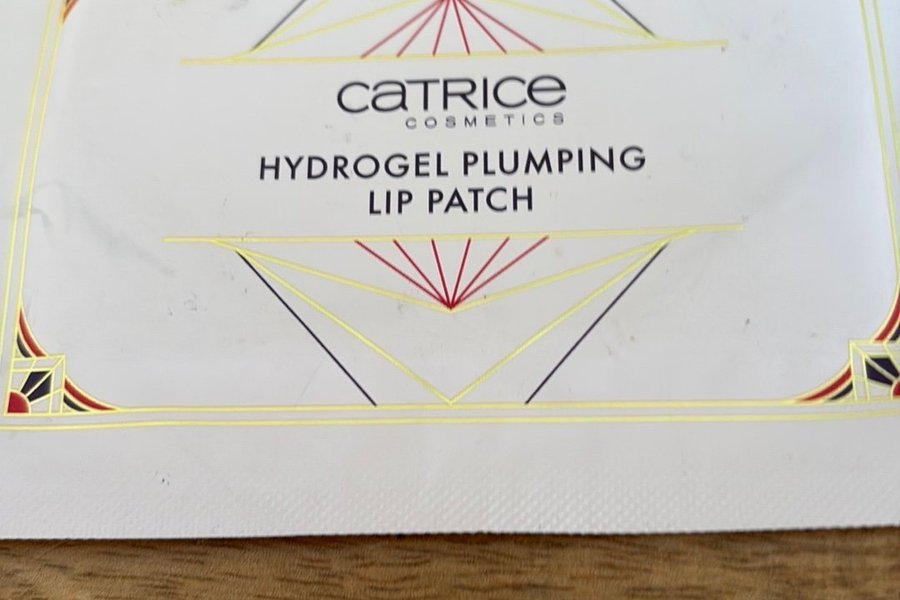 CATRICE
COSMETICS
HYDROGEL PLUMPING
LIP PATCH